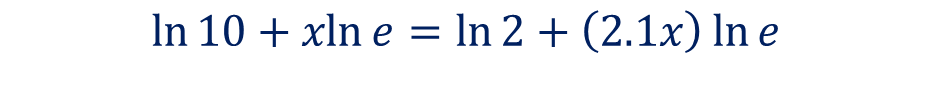 ln 10 + xln e = ln 2 + (2.1x) ln e